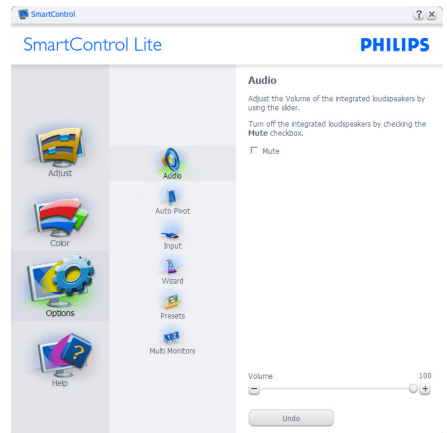 SmartControl
SmartControl Lite
PHILIPS
Adjust
Color
Options
Help
Audio
Auto Pivot
Input
Wizard
Presets
Multi Monitors
Audio
Adjust the Volume of the integrated loudspeakers by
using the slider.
Turn off the integrated loudspeakers by checking the
Mute checkbox.
Mute
Volume 100
Undo